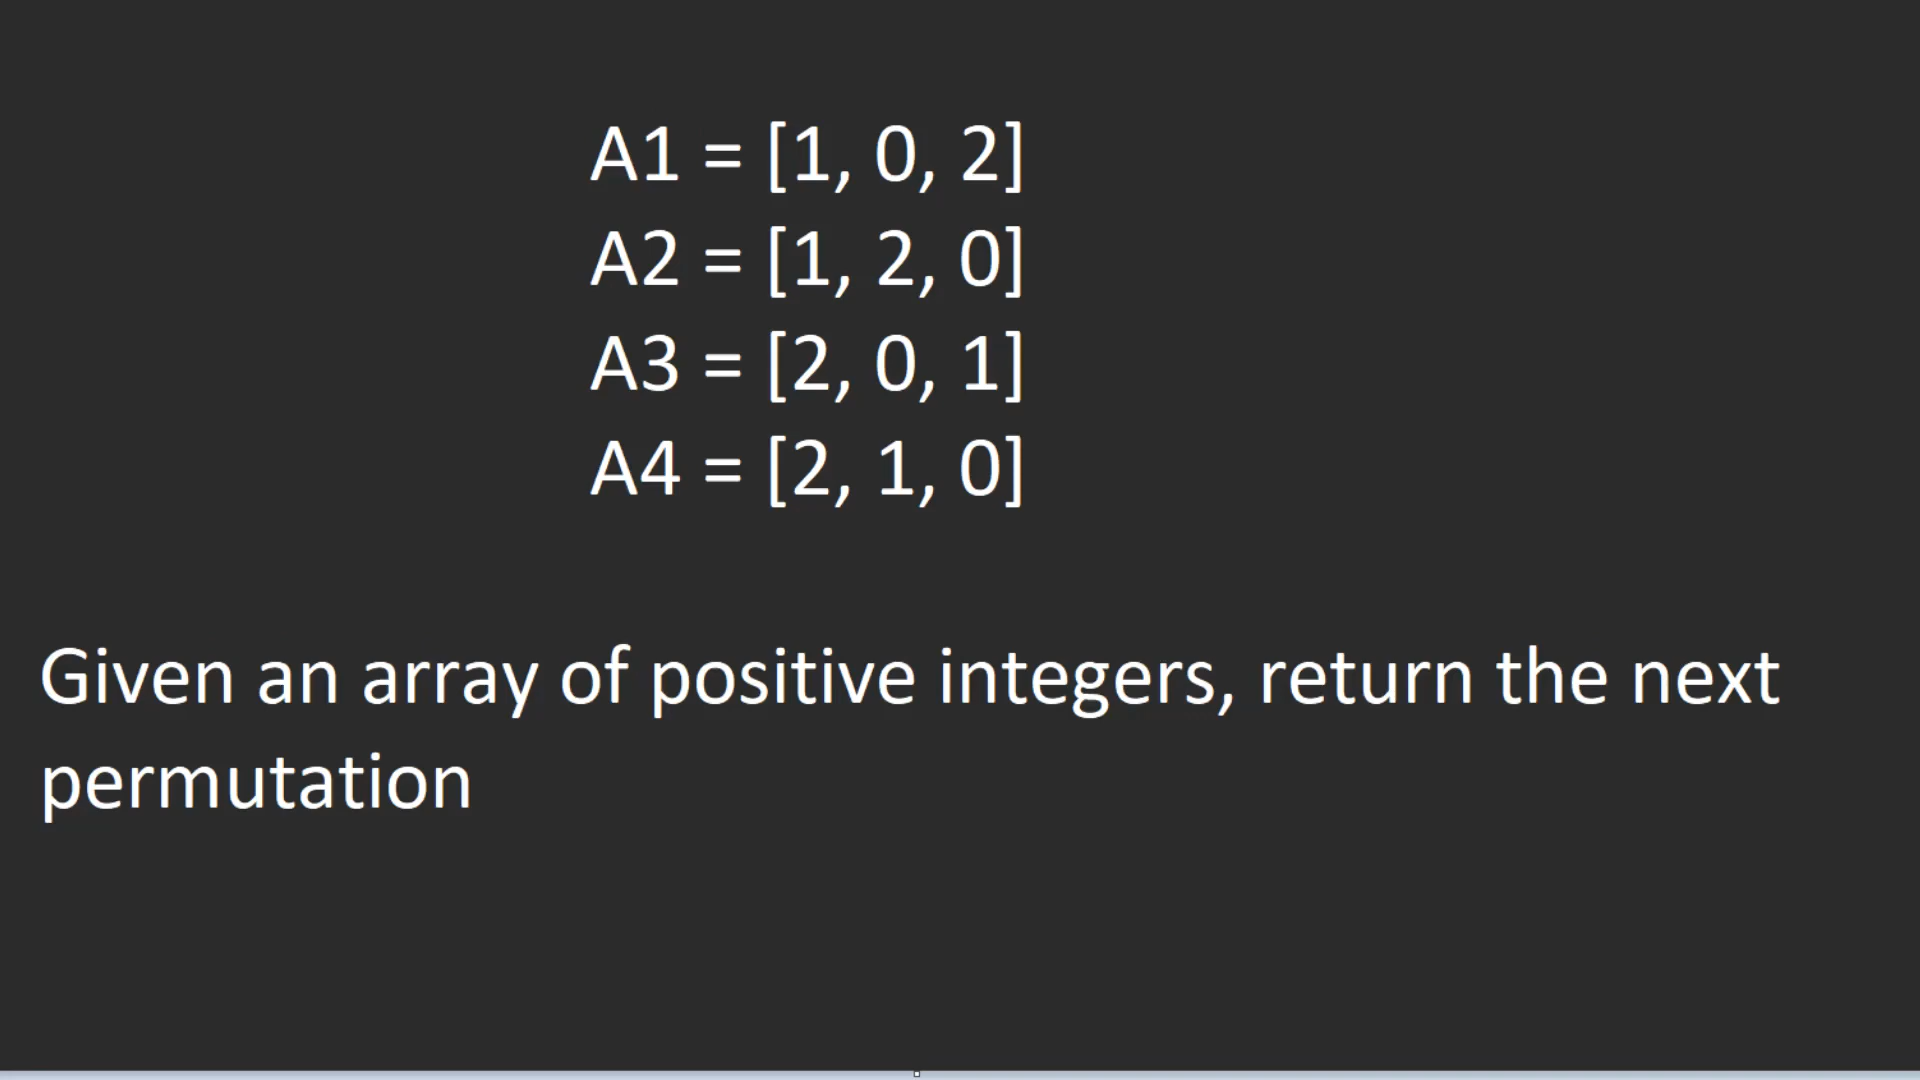 A1 = [1, 0, 2]
A2 = [1, 2, 0]
A3 = [2, 0, 1]
A4 = [2, 1, 0]
Given an array of positive integers, return the next
permutation